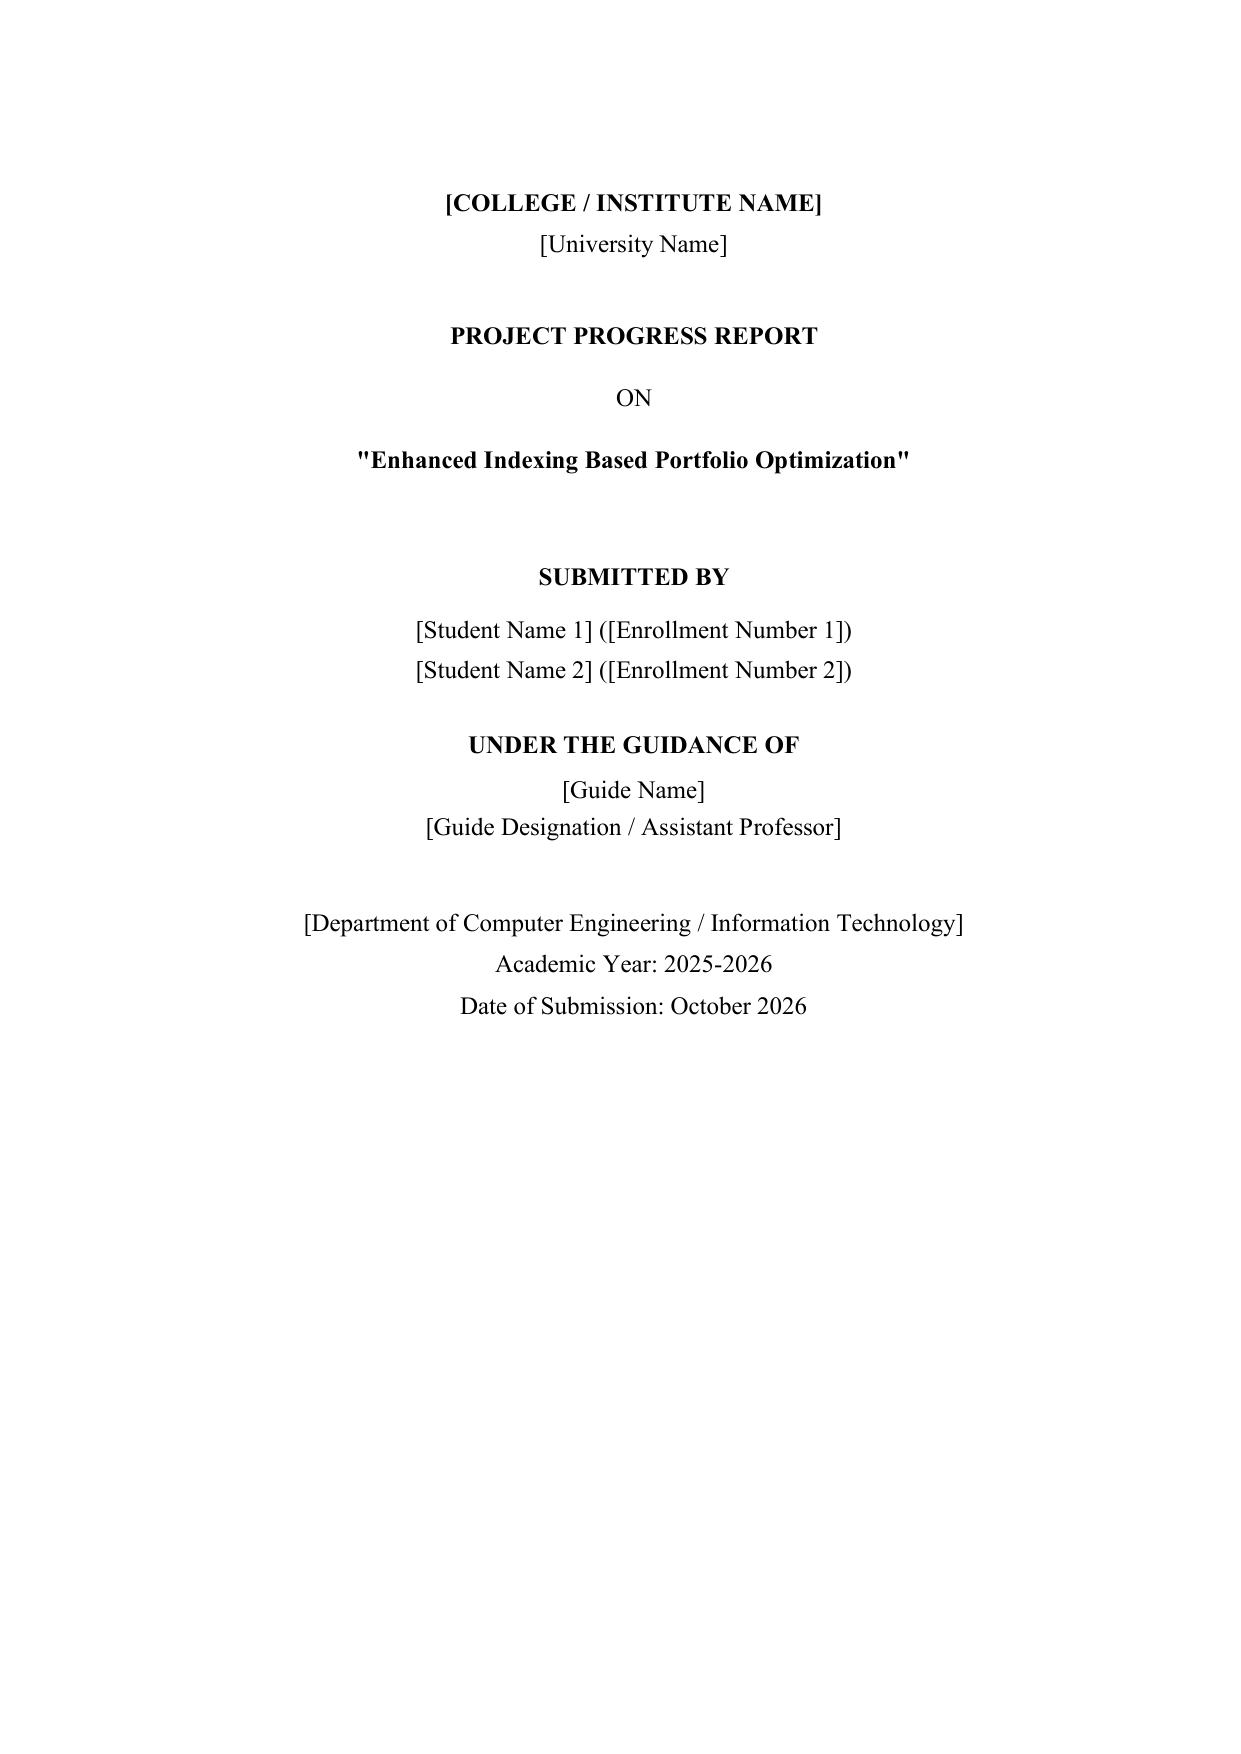 [COLLEGE / INSTITUTE NAME]
[University Name]
PROJECT PROGRESS REPORT
ON
"Enhanced Indexing Based Portfolio Optimization"
SUBMITTED BY
[Student Name 1] ([Enrollment Number 1])
[Student Name 2] ([Enrollment Number 2])
UNDER THE GUIDANCE OF
[Guide Name]
[Guide Designation / Assistant Professor]
[Department of Computer Engineering / Information Technology]
Academic Year: 2025-2026
Date of Submission: October 2026